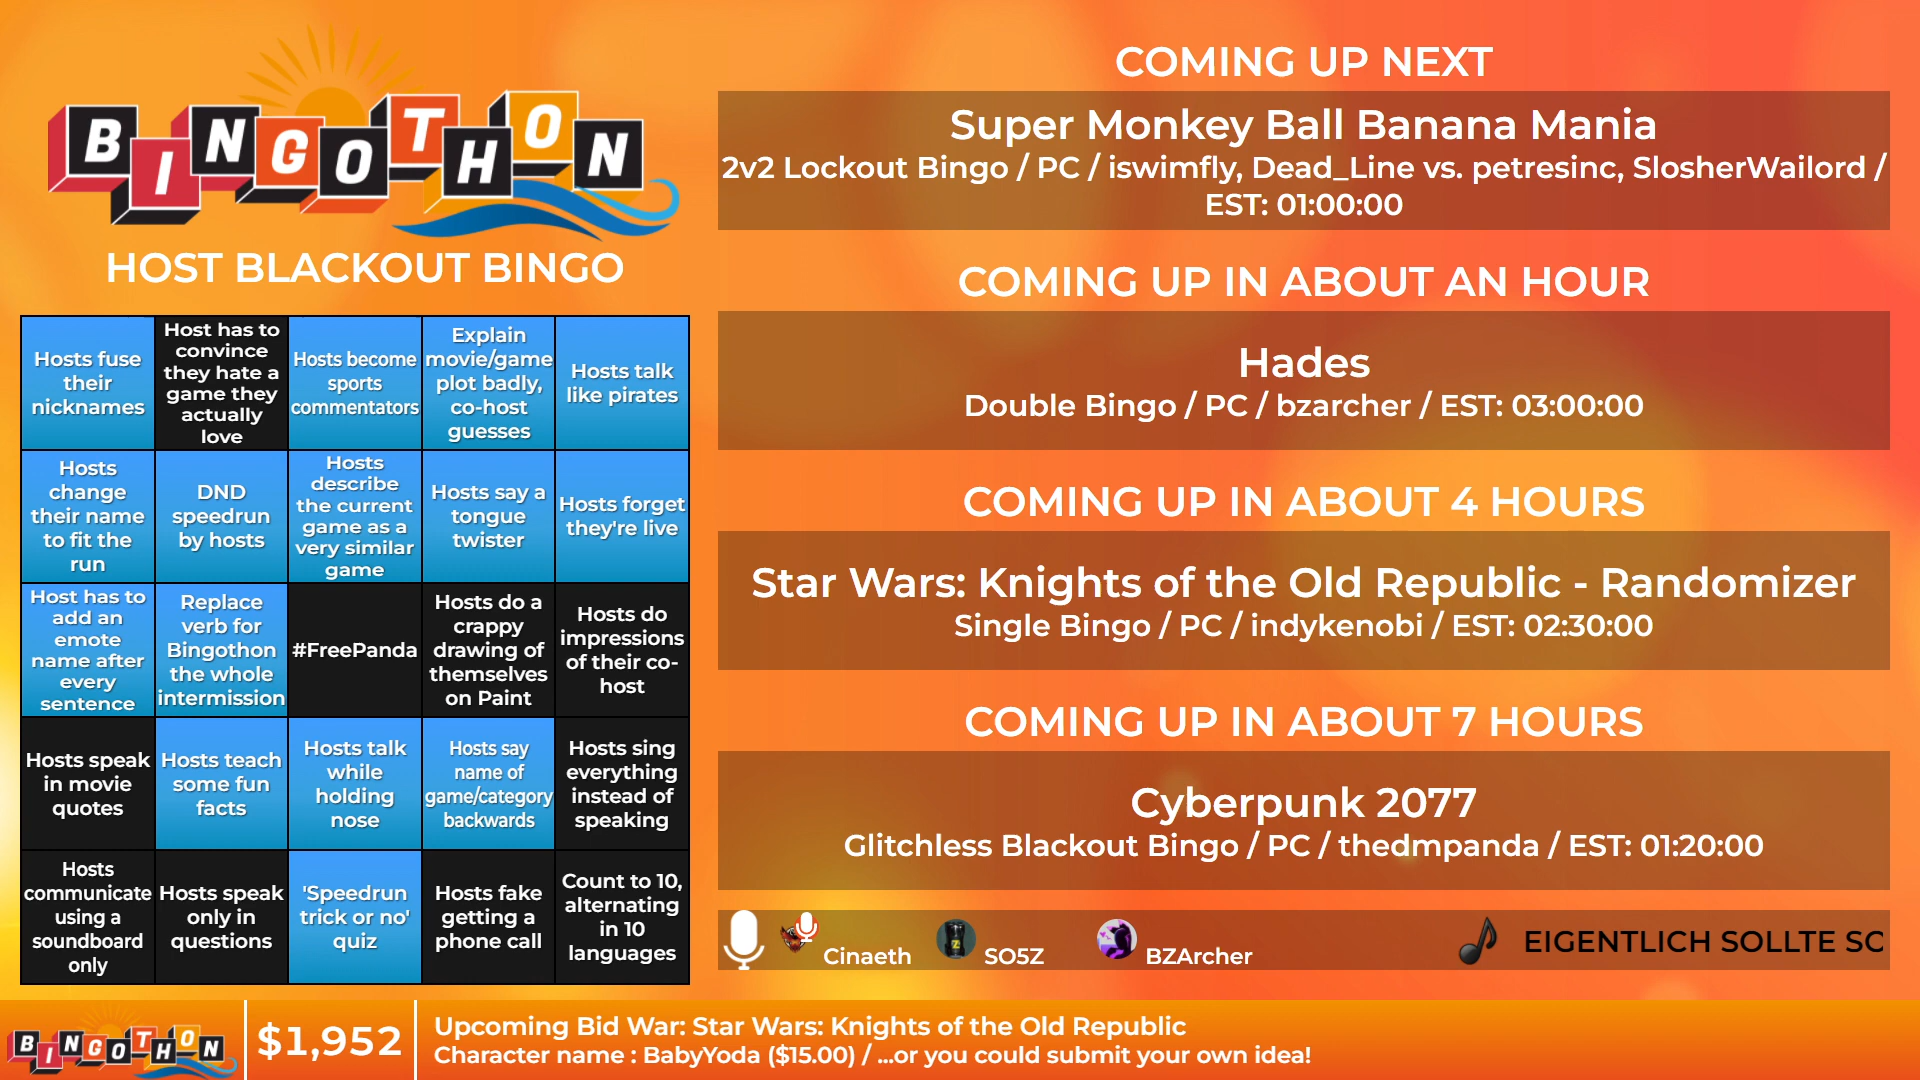 BINGOTHON
HOST BLACKOUT BINGO
Hosts fuse
their
nicknames
Host has to
convince
they hate a
game they
actually
love
Hosts become
sports
commentators
Explain
movie/game
plot badly,
co-host
guesses
Hosts talk
like pirates
Hosts
change
their name
to fit the
run
DND
speedrun
by hosts
Hosts
describe
the current
game as a
very similar
game
Hosts say a
tongue
twister
Hosts forget
they're live
Host has to
add an
emote
name after
every
sentence
Replace
verb for
Bingothon
the whole
intermission
#FreePanda
Hosts do a
crappy
drawing of
themselves
on Paint
Hosts do
impressions
of their co-
host
Hosts speak
in movie
quotes
Hosts teach
some fun
facts
Hosts talk
while
holding
nose
Hosts say
name of
game/category
backwards
Hosts sing
everything
instead of
speaking
Hosts
communicate
using a
soundboard
only
Hosts speak
only in
questions
'Speedrun
trick or no'
quiz
Hosts fake
getting a
phone call
Count to 10,
alternating
in 10
languages
COMING UP NEXT
Super Monkey Ball Banana Mania
2v2 Lockout Bingo / PC / iswimfly, Dead_Line vs. petresinc, SlosherWailord /
EST: 01:00:00
COMING UP IN ABOUT AN HOUR
Hades
Double Bingo / PC / bzarcher / EST: 03:00:00
COMING UP IN ABOUT 4 HOURS
Star Wars: Knights of the Old Republic - Randomizer
Single Bingo / PC / indykenobi / EST: 02:30:00
COMING UP IN ABOUT 7 HOURS
Cyberpunk 2077
Glitchless Blackout Bingo / PC / thedmpanda / EST: 01:20:00
Cinaeth SO5Z BZArcher EIGENTLICH SOLLTE SC
BINGOTHON
$1,952
Upcoming Bid War: Star Wars: Knights of the Old Republic
Character name : BabyYoda ($15.00) / ...or you could submit your own idea!